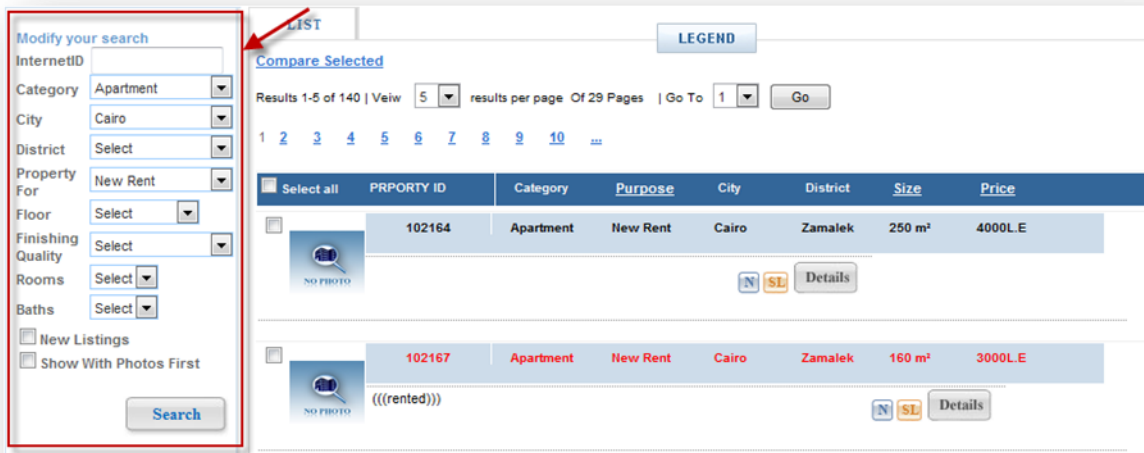 Modify your search
InternetID
Category Apartment
City Cairo
District Select
Property For New Rent
Floor Select
Finishing Quality Select
Rooms Select
Baths Select
New Listings
Show With Photos First
Search
LIST
LEGEND
Compare Selected
Results 1-5 of 140 | Veiw 5 results per page Of 29 Pages | Go To 1 Go
1 2 3 4 5 6 7 8 9 10 ...
Select all PRPORTY ID Category Purpose City District Size Price
102164 Apartment New Rent Cairo Zamalek 250 m² 4000L.E
NO PHOTO
N SL Details
102167 Apartment New Rent Cairo Zamalek 160 m² 3000L.E
(((rented)))
NO PHOTO
N SL Details